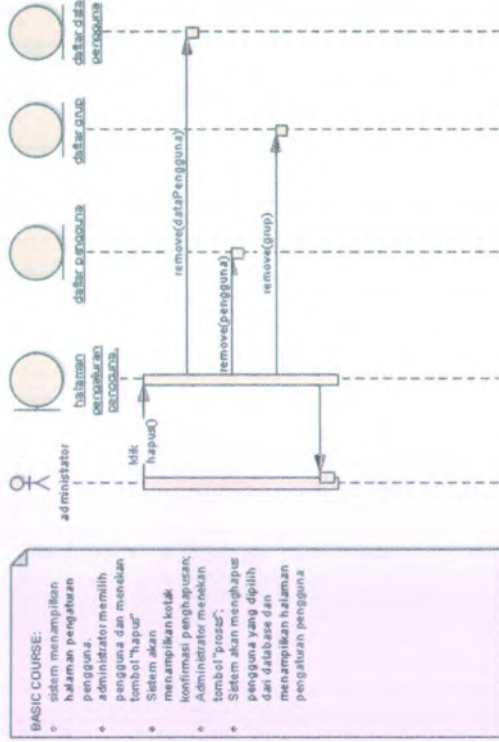 BASIC COURSE:
sistem menampilkan
halaman pengaturan
pengguna.
administrator memilih
pengguna dan menekan
tombol "hapus"
Sistem akan
menampilkan kotak
konfirmasi penghapusan;
Administrator menekan
tombol "proses";
Sistem akan menghapus
pengguna yang dipilih
dari database dan
menampilkan halaman
pengaturan pengguna
administator
halaman
pengaturan
pengguna.
daftar pengguna
daftar grup
daftar data
pengguna
klik
hapus()
remove(dataPengguna)
remove(pengguna)
remove(grup)